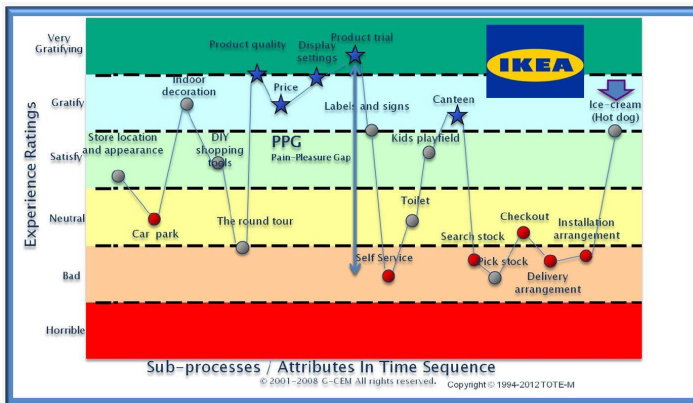 Very
Gratifying
Gratify
Satisfy
Neutral
Bad
Horrible
Experience Ratings
Product trial
Product quality
Display
settings
IKEA
Indoor
decoration
Price
Labels and signs
Canteen
Ice-cream
(Hot dog)
Store location
and appearance
DIY
shopping
tools
PPG
Pain-Pleasure Gap
Kids playfield
Car park
The round tour
Toilet
Self Service
Search stock
Pick stock
Checkout
Delivery
arrangement
Installation
arrangement
Sub-processes / Attributes In Time Sequence
© 2001-2008 G-CEM All rights reserved.
Copyright © 1994-2012 TOTE-M